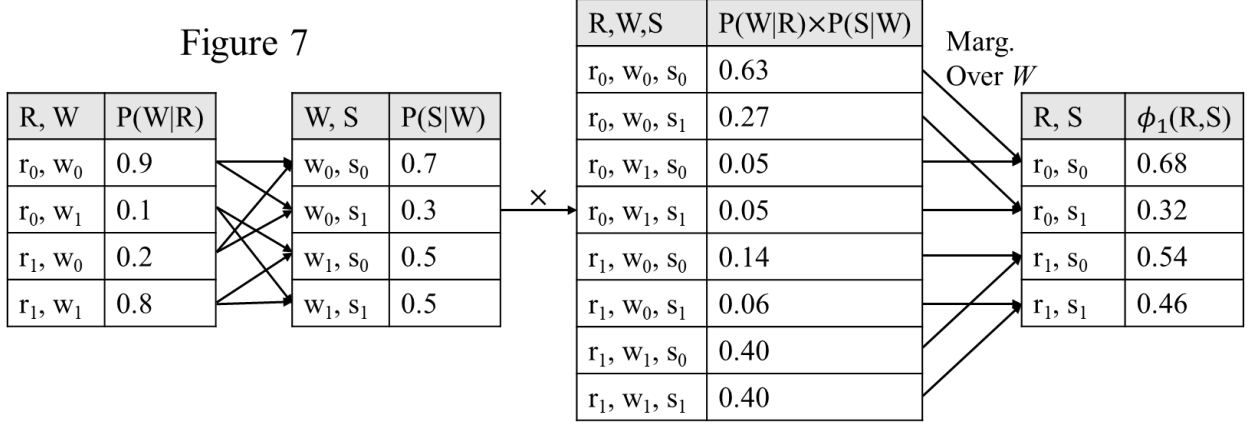 Figure 7
R, W P(W|R)
r₀, w₀ 0.9
r₀, w₁ 0.1
r₁, w₀ 0.2
r₁, w₁ 0.8
W, S P(S|W)
w₀, s₀ 0.7
w₀, s₁ 0.3
w₁, s₀ 0.5
w₁, s₁ 0.5
×
R,W,S P(W|R)×P(S|W)
r₀, w₀, s₀ 0.63
r₀, w₀, s₁ 0.27
r₀, w₁, s₀ 0.05
r₀, w₁, s₁ 0.05
r₁, w₀, s₀ 0.14
r₁, w₀, s₁ 0.06
r₁, w₁, s₀ 0.40
r₁, w₁, s₁ 0.40
Marg.
Over W
R, S ϕ₁(R,S)
r₀, s₀ 0.68
r₀, s₁ 0.32
r₁, s₀ 0.54
r₁, s₁ 0.46